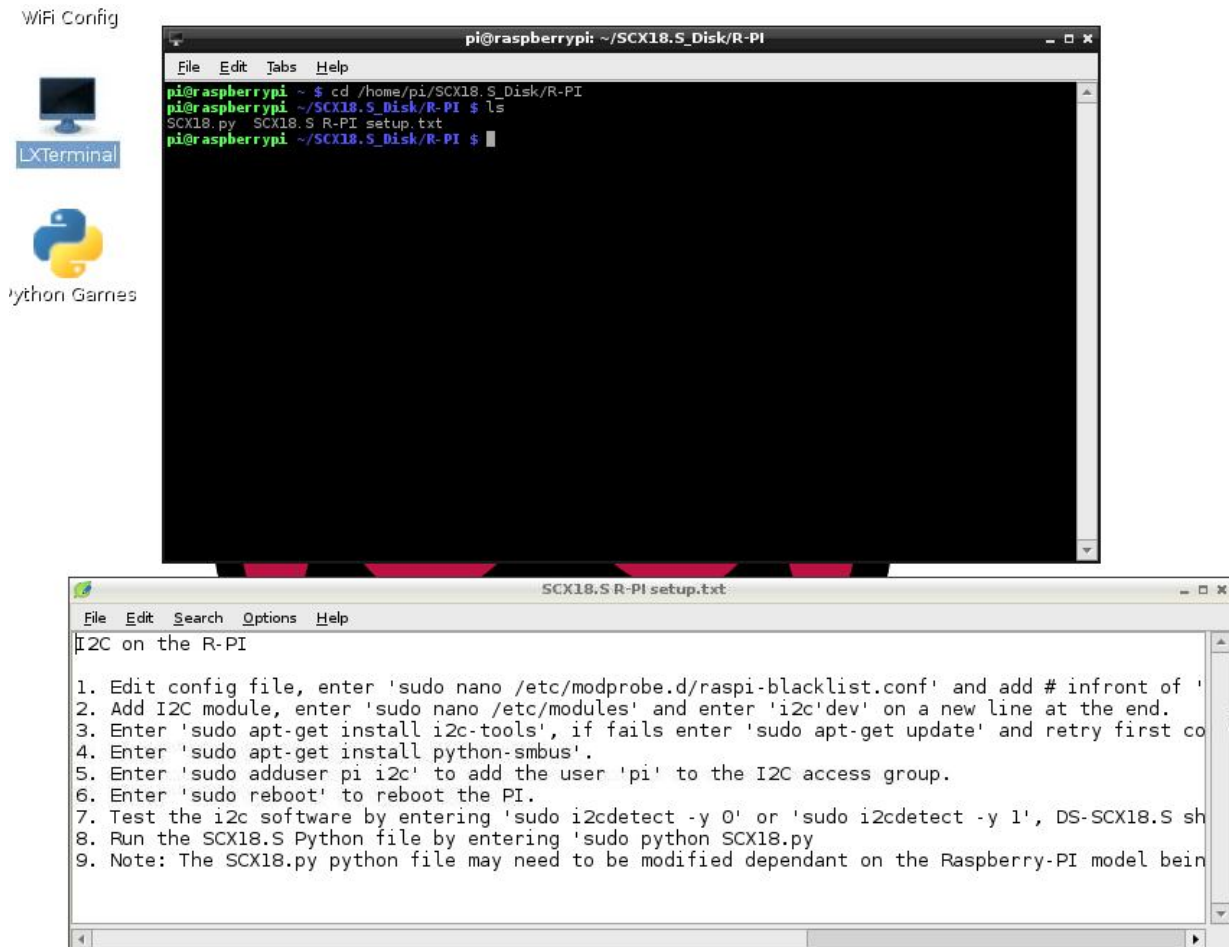 WiFi Config
pi@raspberrypi: ~/SCX18.S_Disk/R-PI
File Edit Tabs Help
pi@raspberrypi ~ $ cd /home/pi/SCX18.S_Disk/R-PI
pi@raspberrypi ~/SCX18.S_Disk/R-PI $ ls
SCX18.py  SCX18.S R-PI setup.txt
pi@raspberrypi ~/SCX18.S_Disk/R-PI $
LXTerminal
ython Games
SCX18.S R-PI setup.txt
File Edit Search Options Help
I2C on the R-PI
1. Edit config file, enter 'sudo nano /etc/modprobe.d/raspi-blacklist.conf' and add # infront of '
2. Add I2C module, enter 'sudo nano /etc/modules' and enter 'i2c'dev' on a new line at the end.
3. Enter 'sudo apt-get install i2c-tools', if fails enter 'sudo apt-get update' and retry first co
4. Enter 'sudo apt-get install python-smbus'.
5. Enter 'sudo adduser pi i2c' to add the user 'pi' to the I2C access group.
6. Enter 'sudo reboot' to reboot the PI.
7. Test the i2c software by entering 'sudo i2cdetect -y 0' or 'sudo i2cdetect -y 1', DS-SCX18.S sh
8. Run the SCX18.S Python file by entering 'sudo python SCX18.py
9. Note: The SCX18.py python file may need to be modified dependant on the Raspberry-PI model bein